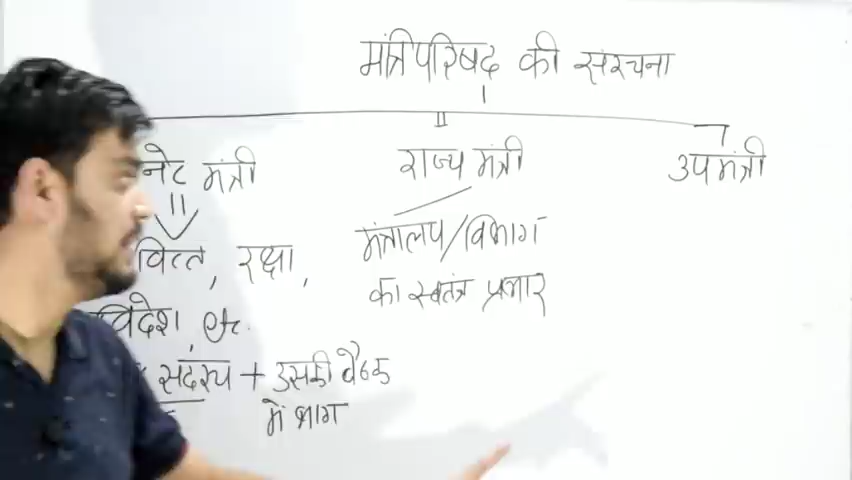 मंत्रिपरिषद की संरचना
नेट मंत्री
राज्य मंत्री
उपमंत्री
वित्त, रक्षा,
विदेश, etc.
सदस्य + उसकी बैठक
में भाग
मंत्रालय/विभाग
का स्वतंत्र प्रभार